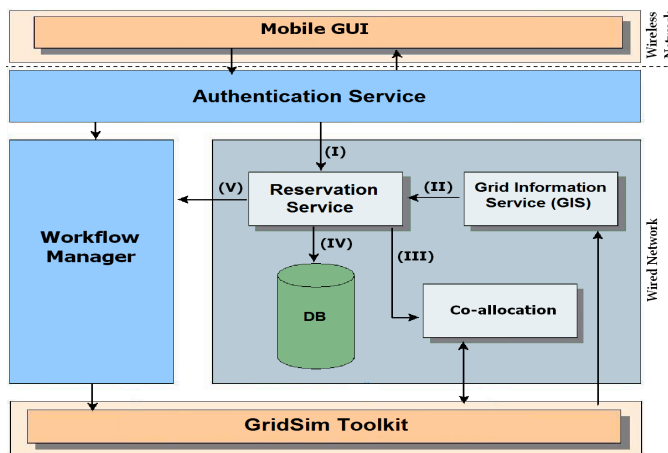 Mobile GUI
Wireless
Network
Authentication Service
(I)
(V)
Reservation
Service
(II)
Grid Information
Service (GIS)
Workflow
Manager
(IV)
(III)
DB
Co-allocation
Wired Network
GridSim Toolkit